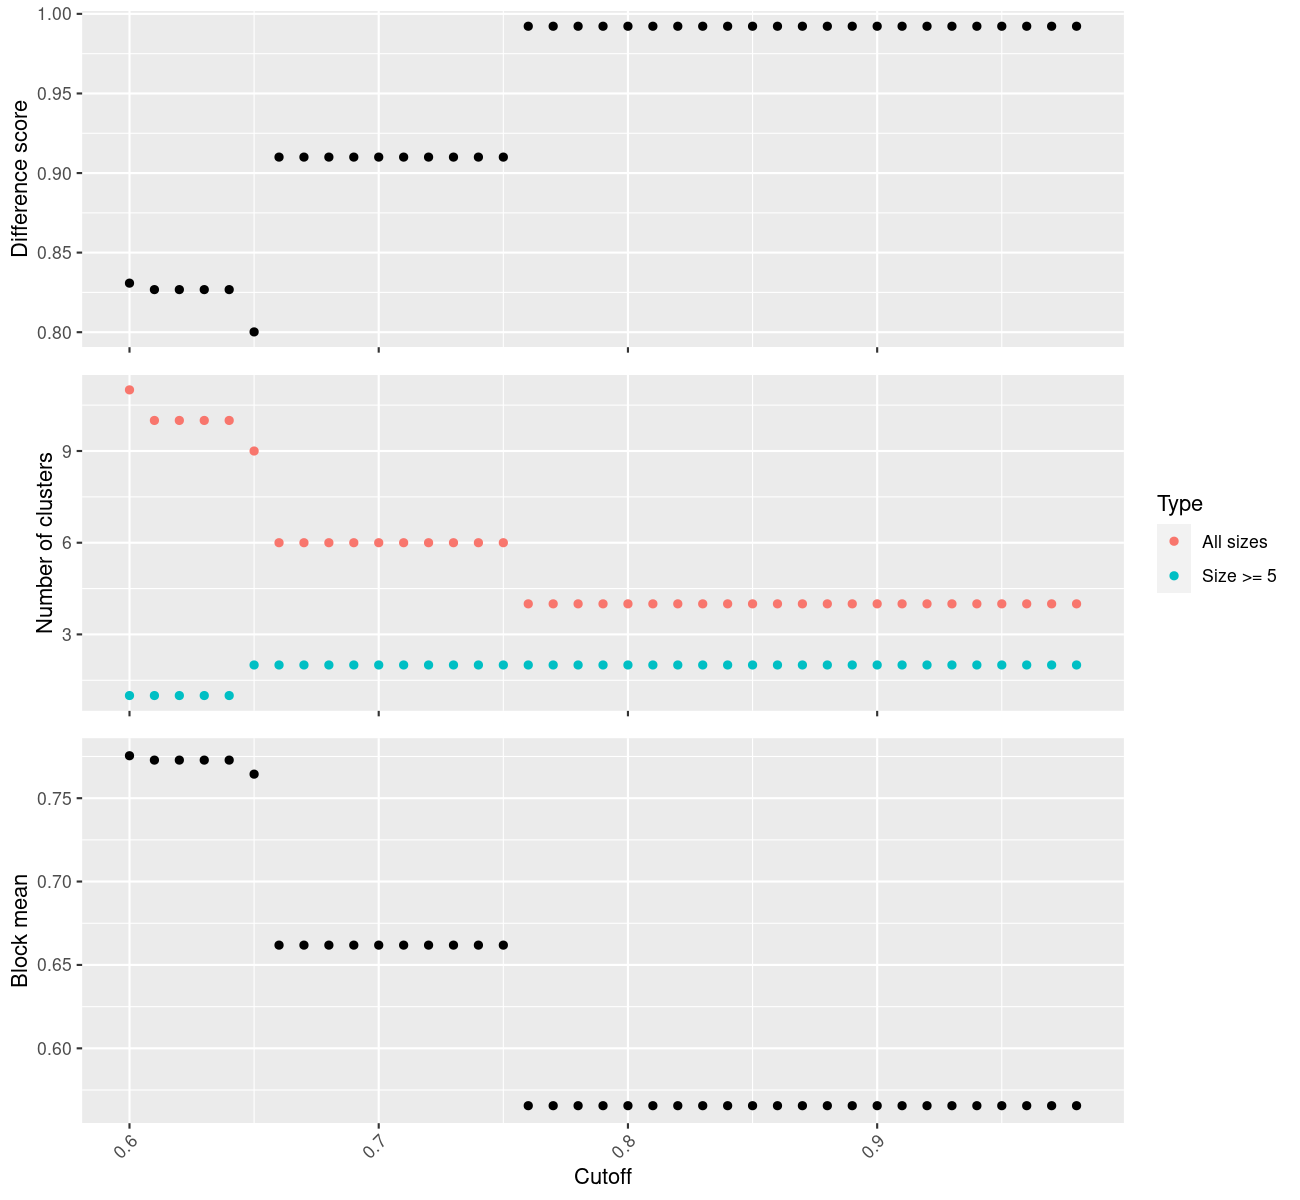 Difference score
1.00
0.95
0.90
0.85
0.80
Number of clusters
9
6
3
Type
All sizes
Size >= 5
Block mean
0.75
0.70
0.65
0.60
0.6
0.7
0.8
0.9
Cutoff